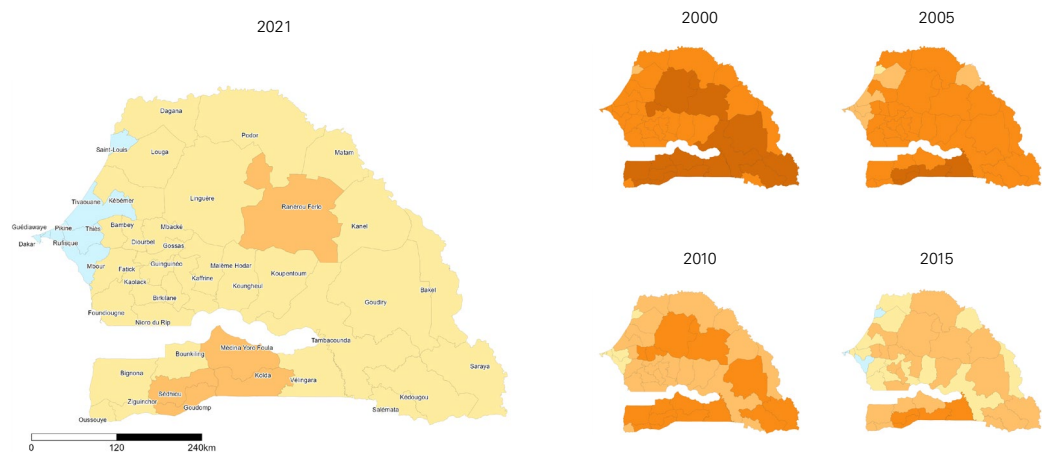 2021
2000
2005
Dagana
Podor
Saint-Louis
Louga
Matam
Tivaouane
Kébémer
Linguère
Ranérou Ferlo
Guédiawaye
Pikine
Thiès
Bambey
Mbacké
Kanel
Dakar
Rufisque
Diourbel
Gossas
2010
2015
Mbour
Fatick
Guinguinéo
Malème Hodar
Koupentoum
Kaolack
Kaffrine
Koungheul
Bakel
Birkilane
Goudiry
Foundiougne
Nioro du Rip
Tambacounda
Médina Yoro Foula
Bounkiling
Saraya
Bignona
Kolda
Vélingara
Sédhiou
Kédougou
Ziguinchor
Goudomp
Salémata
Oussouye
0
120
240km